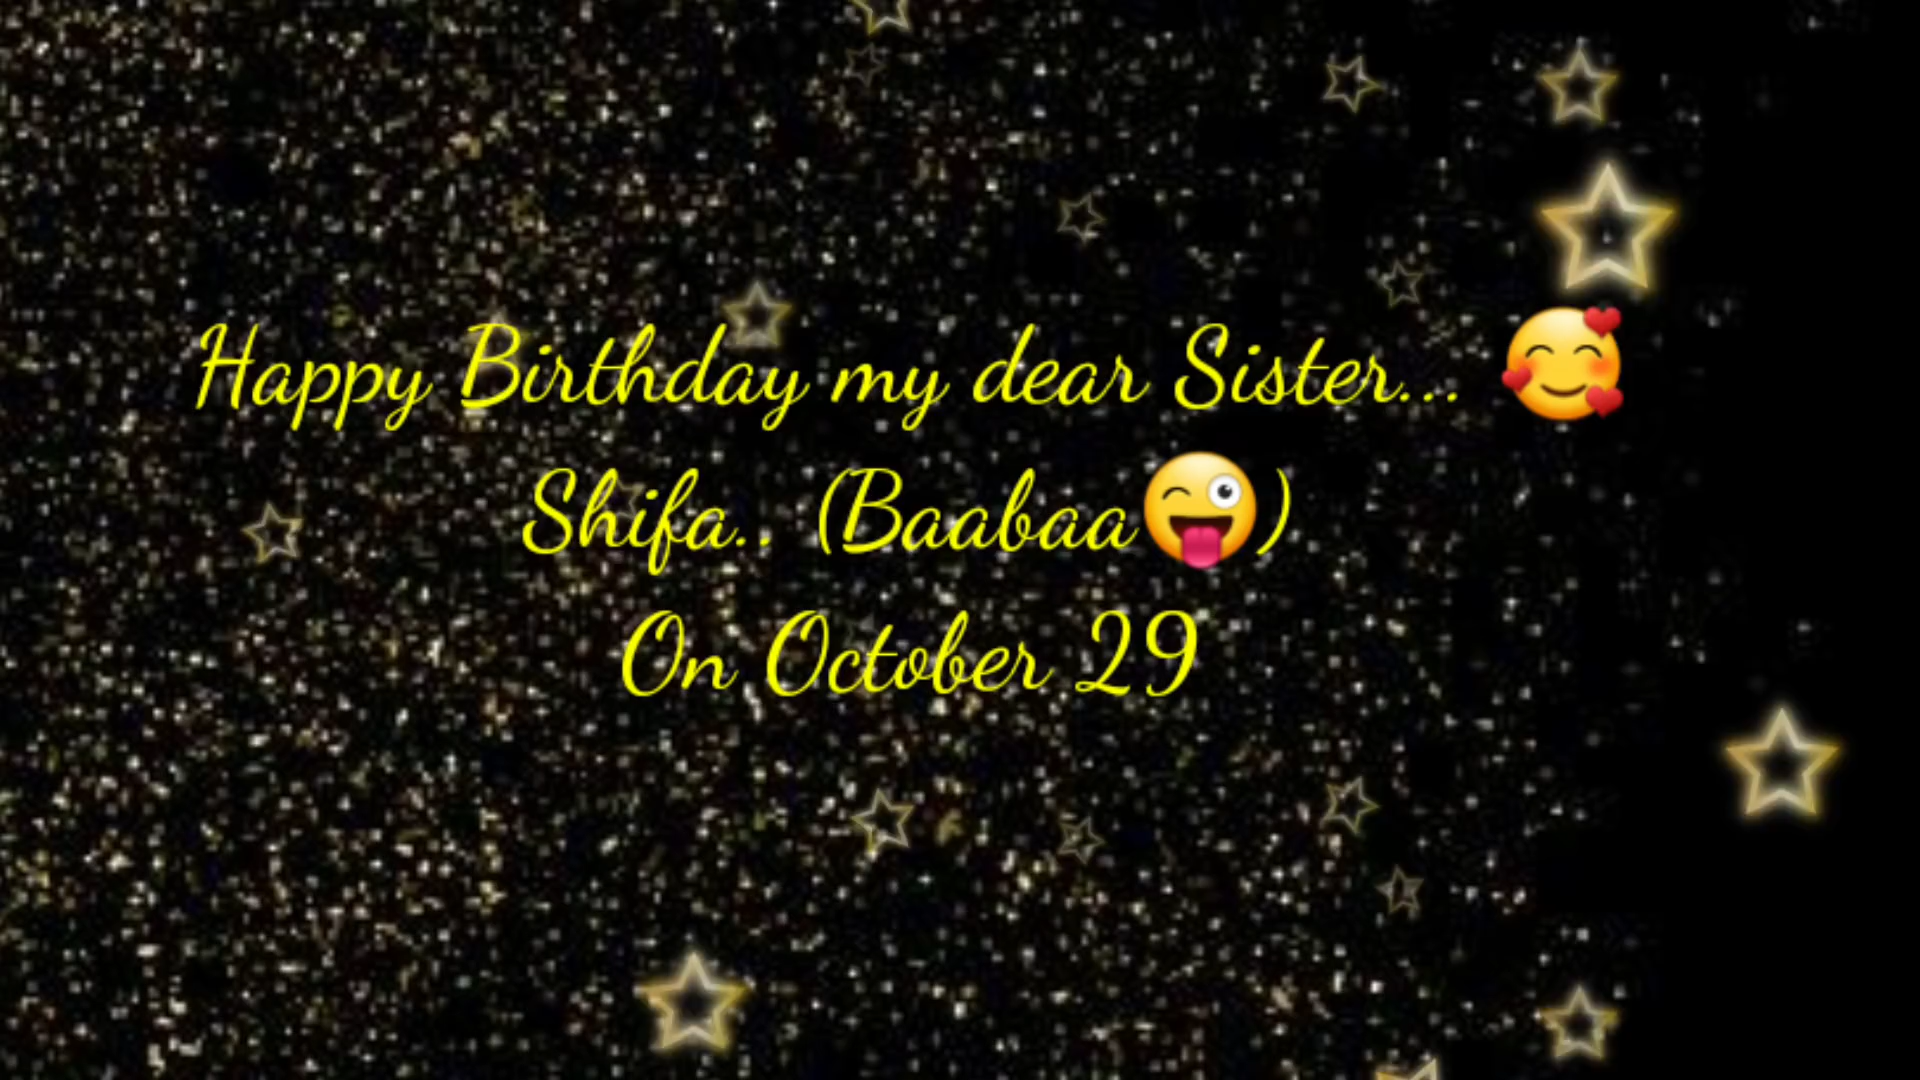 Happy Birthday my dear Sister... 🥰
Shifa.. (Baabaa😜)
On October 29